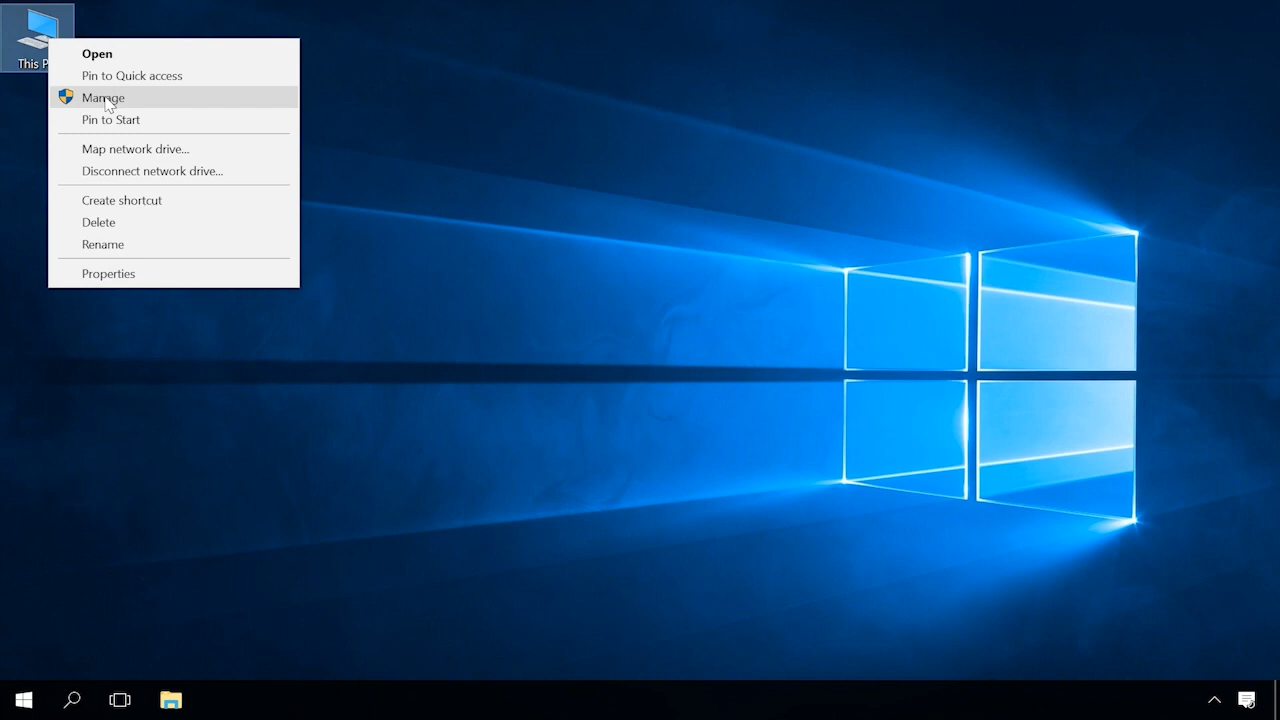 This P
Open
Pin to Quick access
Manage
Pin to Start
Map network drive...
Disconnect network drive...
Create shortcut
Delete
Rename
Properties